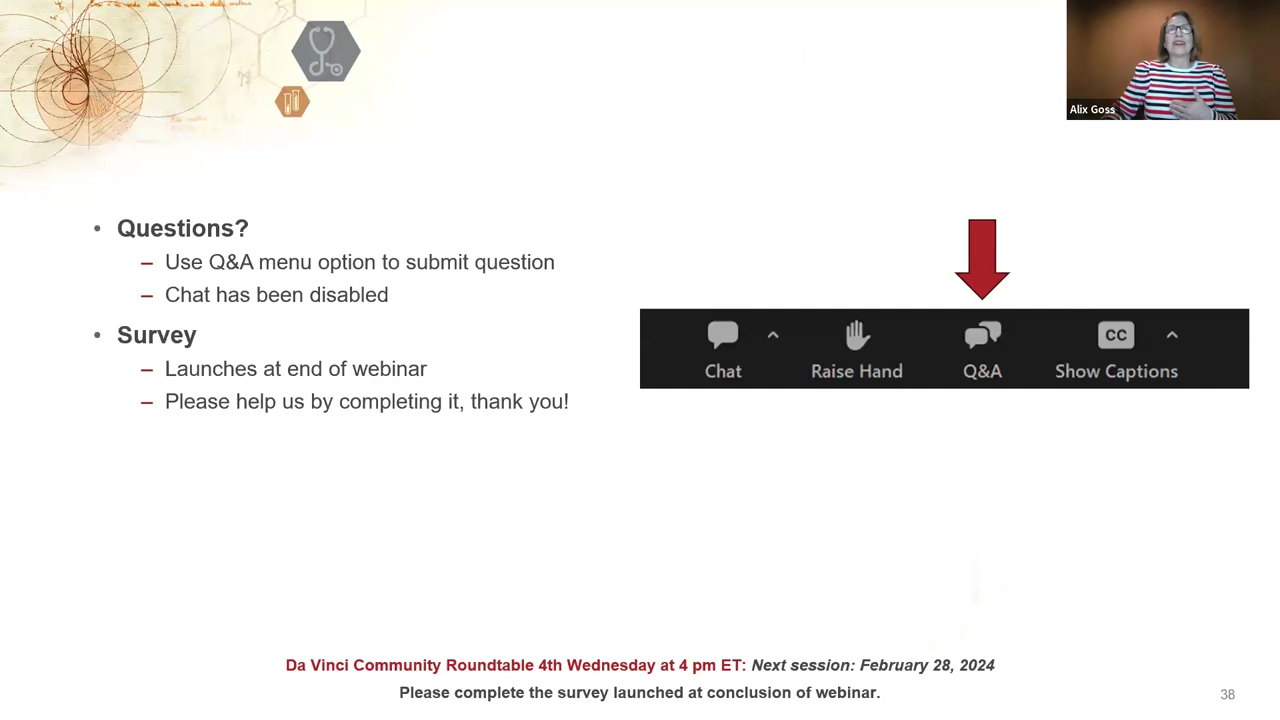 Alix Goss
• Questions?
– Use Q&A menu option to submit question
– Chat has been disabled
• Survey
– Launches at end of webinar
– Please help us by completing it, thank you!
Chat
Raise Hand
Q&A
CC
Show Captions
Da Vinci Community Roundtable 4th Wednesday at 4 pm ET: Next session: February 28, 2024
Please complete the survey launched at conclusion of webinar.
38